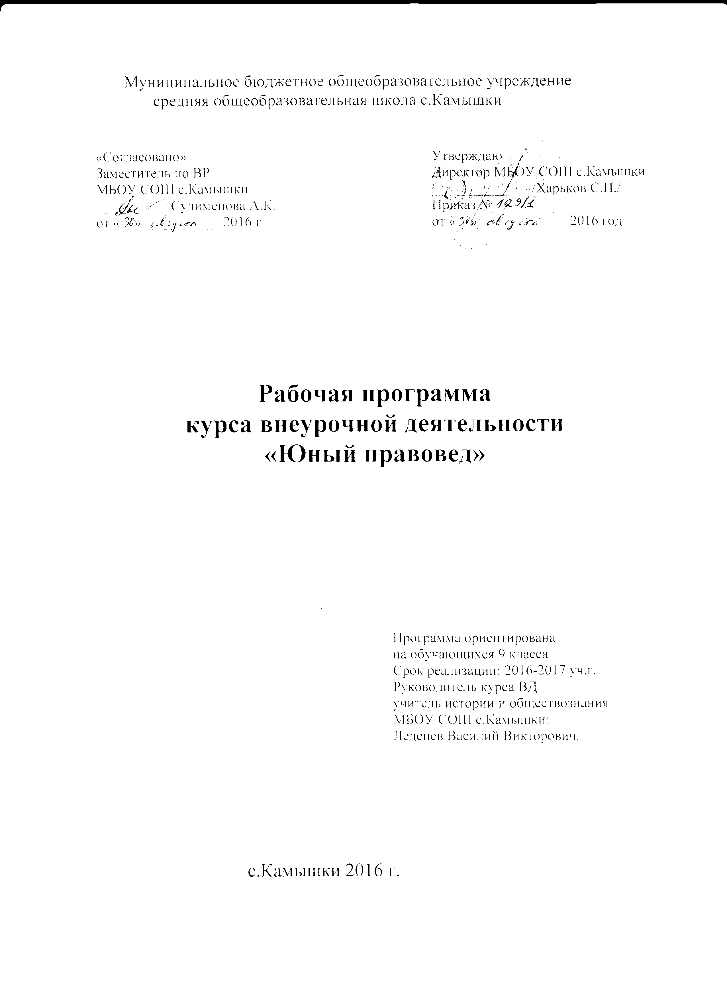 Муниципальное бюджетное общеобразовательное учреждение
средняя общеобразовательная школа с.Камышки
«Согласовано»
Заместитель по ВР
МБОУ СОШ с.Камышки
/Сулименова А.К.
от « 30» августа 2016 г
Утверждаю
Директор МБОУ СОШ с.Камышки
/Харьков С.П./
Приказ № 129/1
от «30» августа 2016 год
Рабочая программа
курса внеурочной деятельности
«Юный правовед»
Программа ориентирована
на обучающихся 9 класса
Срок реализации: 2016-2017 уч.г.
Руководитель курса ВД
учитель истории и обществознания
МБОУ СОШ с.Камышки:
Леденев Василий Викторович.
с.Камышки 2016 г.